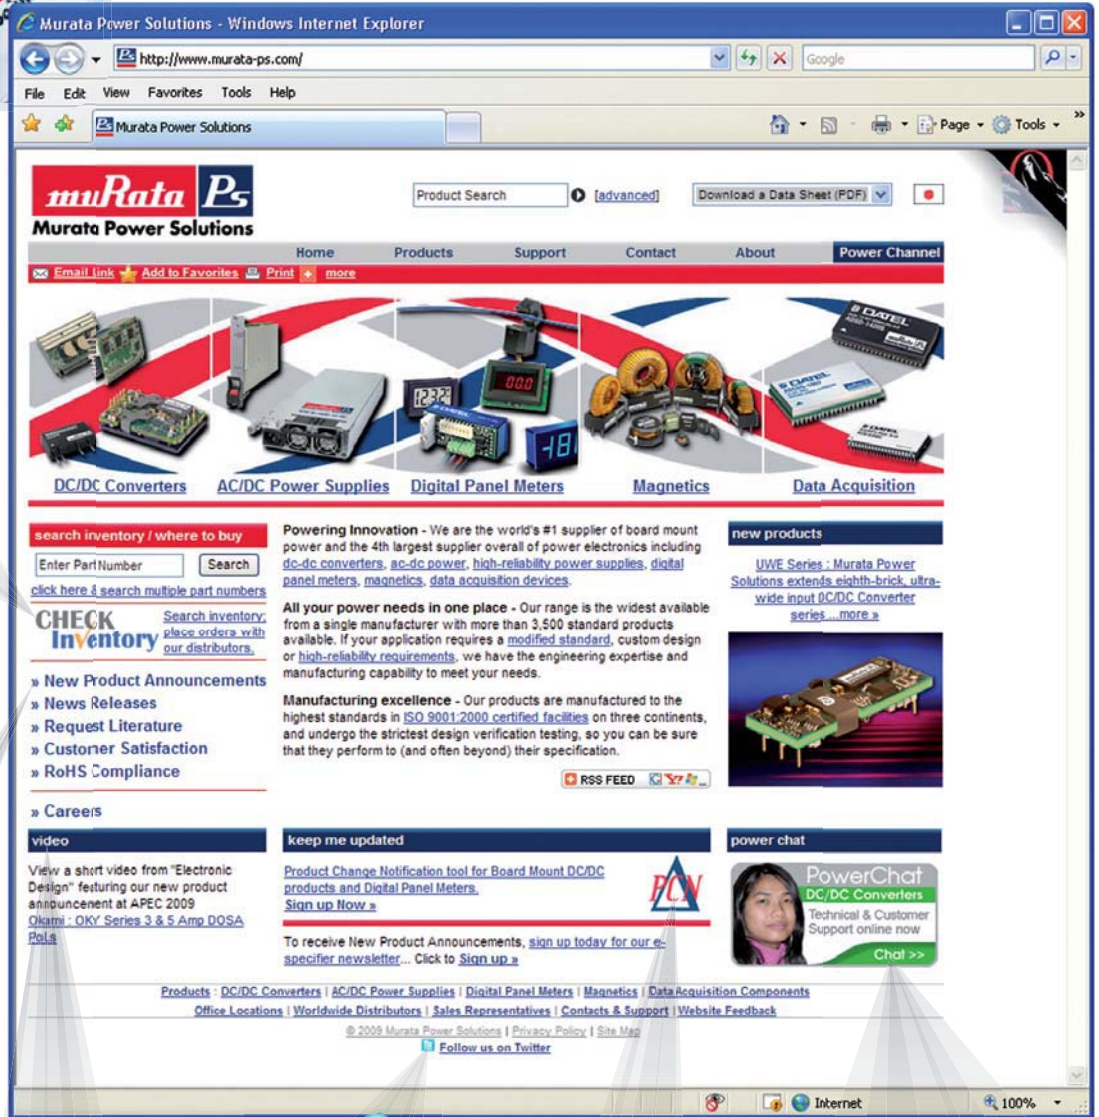 Murata Power Solutions - Windows Internet Explorer
http://www.murata-ps.com/
Google
File Edit View Favorites Tools Help
Murata Power Solutions
Page Tools
muRata Ps
Murata Power Solutions
Product Search
[advanced]
Download a Data Sheet (PDF)
Home Products Support Contact About Power Channel
Email link Add to Favorites Print + more
DC/DC Converters AC/DC Power Supplies Digital Panel Meters Magnetics Data Acquisition
search inventory / where to buy
Enter Part Number Search
click here & search multiple part numbers
CHECK Inventory
Search inventory;
place orders with
our distributors.
» New Product Announcements
» News Releases
» Request Literature
» Customer Satisfaction
» RoHS Compliance
» Careers
Powering Innovation - We are the world's #1 supplier of board mount
power and the 4th largest supplier overall of power electronics including
dc-dc converters, ac-dc power, high-reliability power supplies, digital
panel meters, magnetics, data acquisition devices.
All your power needs in one place - Our range is the widest available
from a single manufacturer with more than 3,500 standard products
available. If your application requires a modified standard, custom design
or high-reliability requirements, we have the engineering expertise and
manufacturing capability to meet your needs.
Manufacturing excellence - Our products are manufactured to the
highest standards in ISO 9001:2000 certified facilities on three continents,
and undergo the strictest design verification testing, so you can be sure
that they perform to (and often beyond) their specification.
RSS FEED
new products
UWE Series : Murata Power
Solutions extends eighth-brick, ultra-
wide input DC/DC Converter
series ...more »
video
View a short video from "Electronic
Design" featuring our new product
announcement at APEC 2009
Okami : OKY Series 3 & 5 Amp DOSA
PoLs
keep me updated
Product Change Notification tool for Board Mount DC/DC
products and Digital Panel Meters.
Sign up Now »
PCN
To receive New Product Announcements, sign up today for our e-
specifier newsletter... Click to Sign up »
power chat
PowerChat
DC/DC Converters
Technical & Customer
Support online now
Chat >>
Products : DC/DC Converters | AC/DC Power Supplies | Digital Panel Meters | Magnetics | Data Acquisition Components
Office Locations | Worldwide Distributors | Sales Representatives | Contacts & Support | Website Feedback
© 2009 Murata Power Solutions | Privacy Policy | Site Map
Follow us on Twitter
Internet 100%